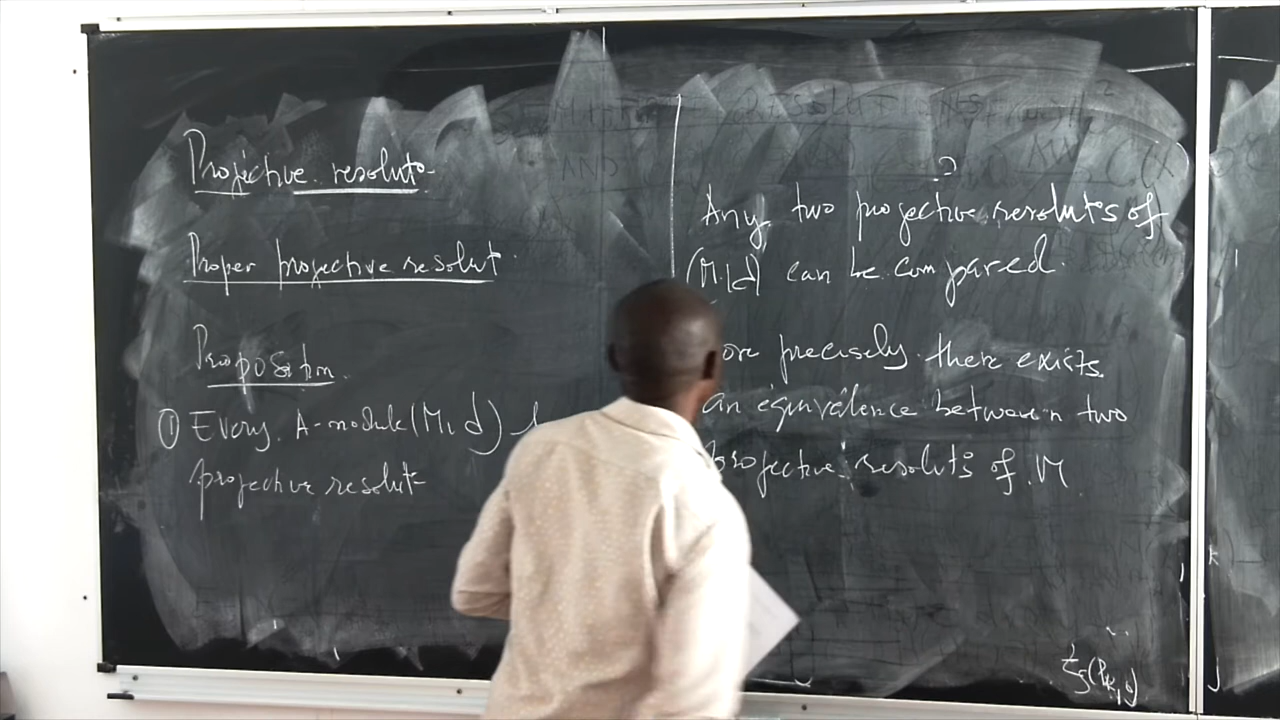 Projective resolut-
Proper projective resolut.
Proposition.
① Every A-module (M, d)
projective resolut-
?
Any two projective resoluts of
(M, d) can be compared.
ore precisely there exists
an equivalence between two
projective resoluts of M